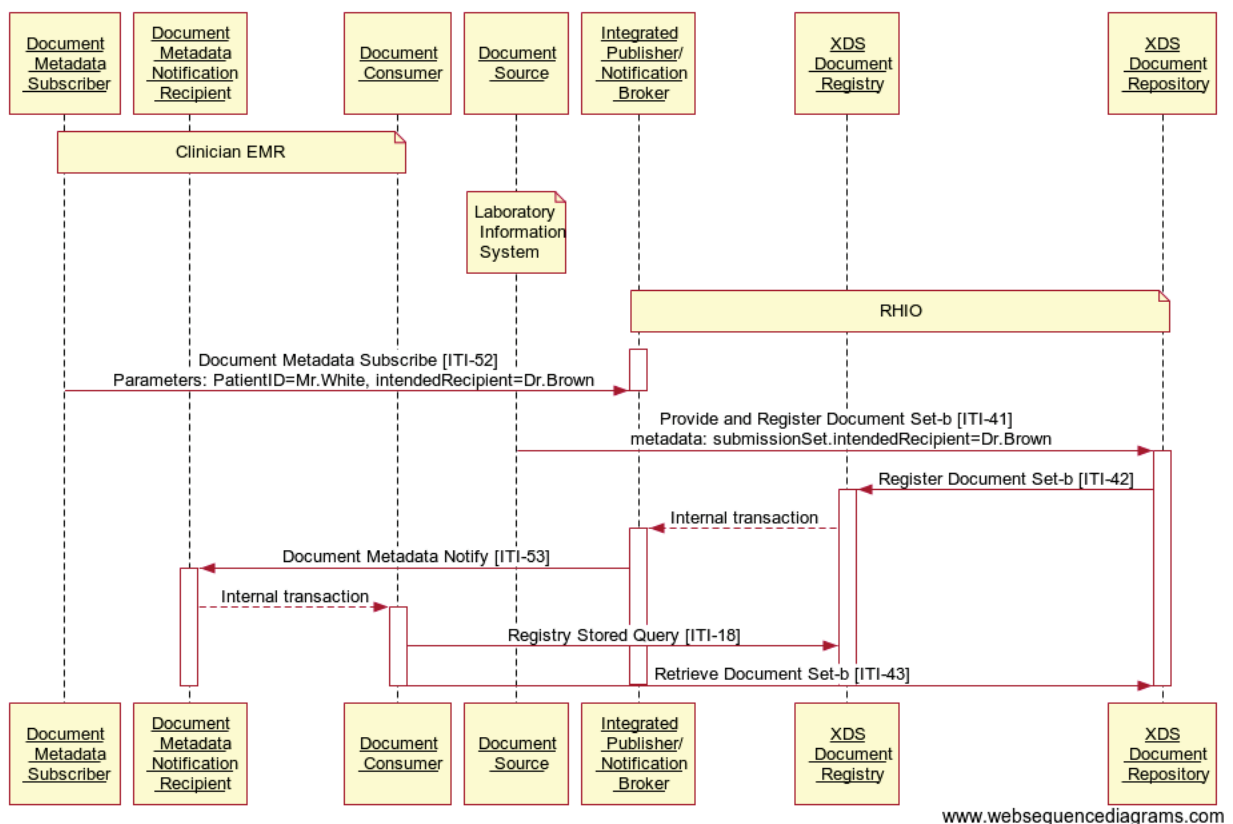 Document
Metadata
Subscriber
Document
Metadata
Notification
Recipient
Document
Consumer
Document
Source
Integrated
Publisher/
Notification
Broker
XDS
Document
Registry
XDS
Document
Repository
Clinician EMR
Laboratory
Information
System
RHIO
Document Metadata Subscribe [ITI-52]
Parameters: PatientID=Mr.White, intendedRecipient=Dr.Brown
Provide and Register Document Set-b [ITI-41]
metadata: submissionSet.intendedRecipient=Dr.Brown
Register Document Set-b [ITI-42]
Internal transaction
Document Metadata Notify [ITI-53]
Internal transaction
Registry Stored Query [ITI-18]
Retrieve Document Set-b [ITI-43]
Document
Metadata
Subscriber
Document
Metadata
Notification
Recipient
Document
Consumer
Document
Source
Integrated
Publisher/
Notification
Broker
XDS
Document
Registry
XDS
Document
Repository
www.websequencediagrams.com